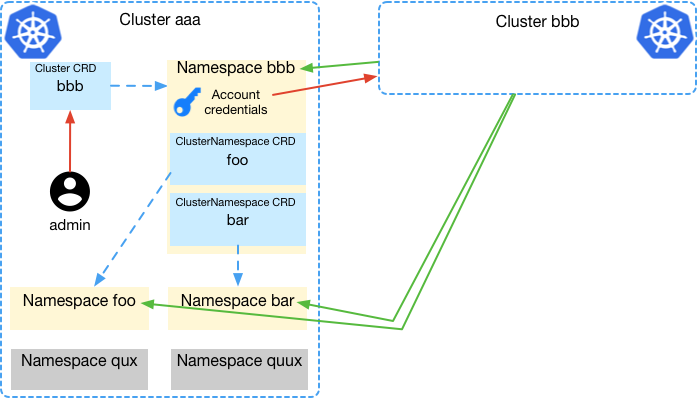 Cluster aaa
Cluster bbb
Cluster CRD
bbb
Namespace bbb
Account
credentials
ClusterNamespace CRD
foo
admin
ClusterNamespace CRD
bar
Namespace foo
Namespace bar
Namespace qux
Namespace quux